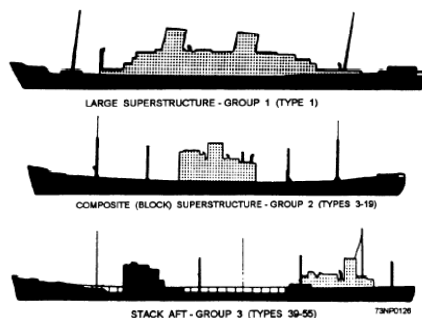 LARGE SUPERSTRUCTURE - GROUP 1 (TYPE 1)
COMPOSITE (BLOCK) SUPERSTRUCTURE - GROUP 2 (TYPES 3-19)
STACK AFT - GROUP 3 (TYPES 39-55)
73NP0126